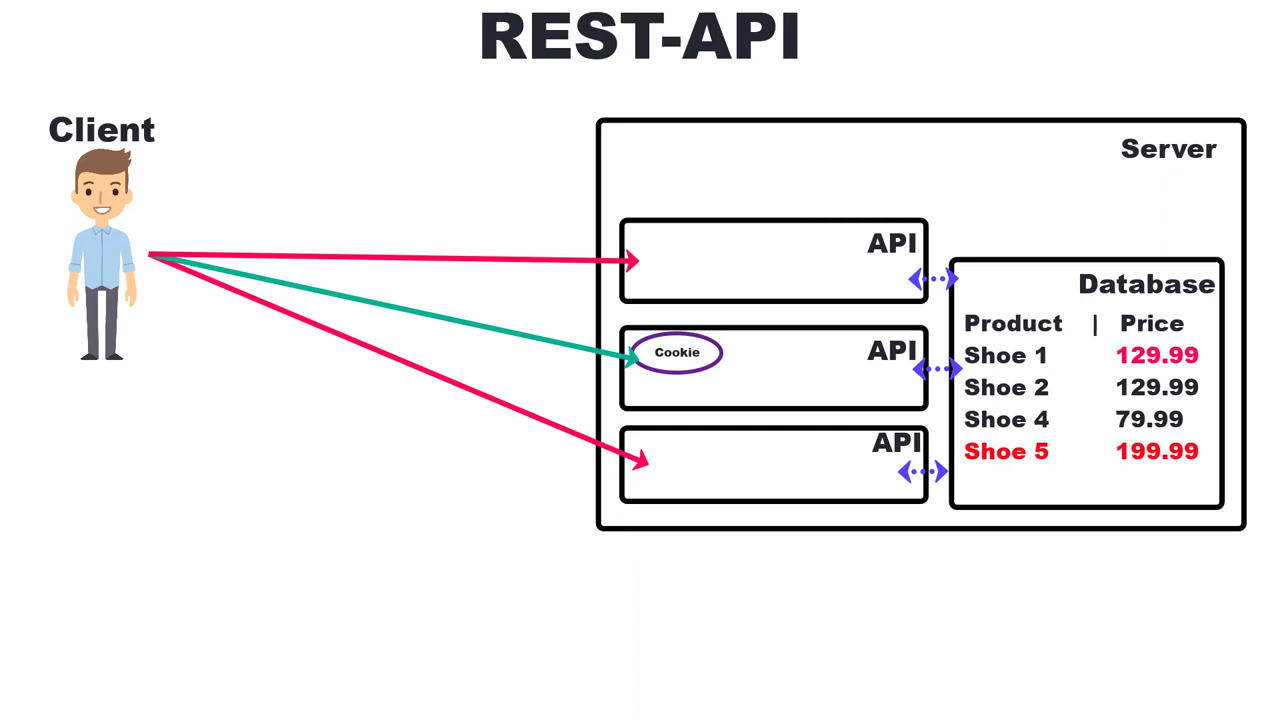 REST-API
Client
Server
API
Database
Product | Price
Cookie
API
Shoe 1 129.99
Shoe 2 129.99
Shoe 4 79.99
API
Shoe 5 199.99